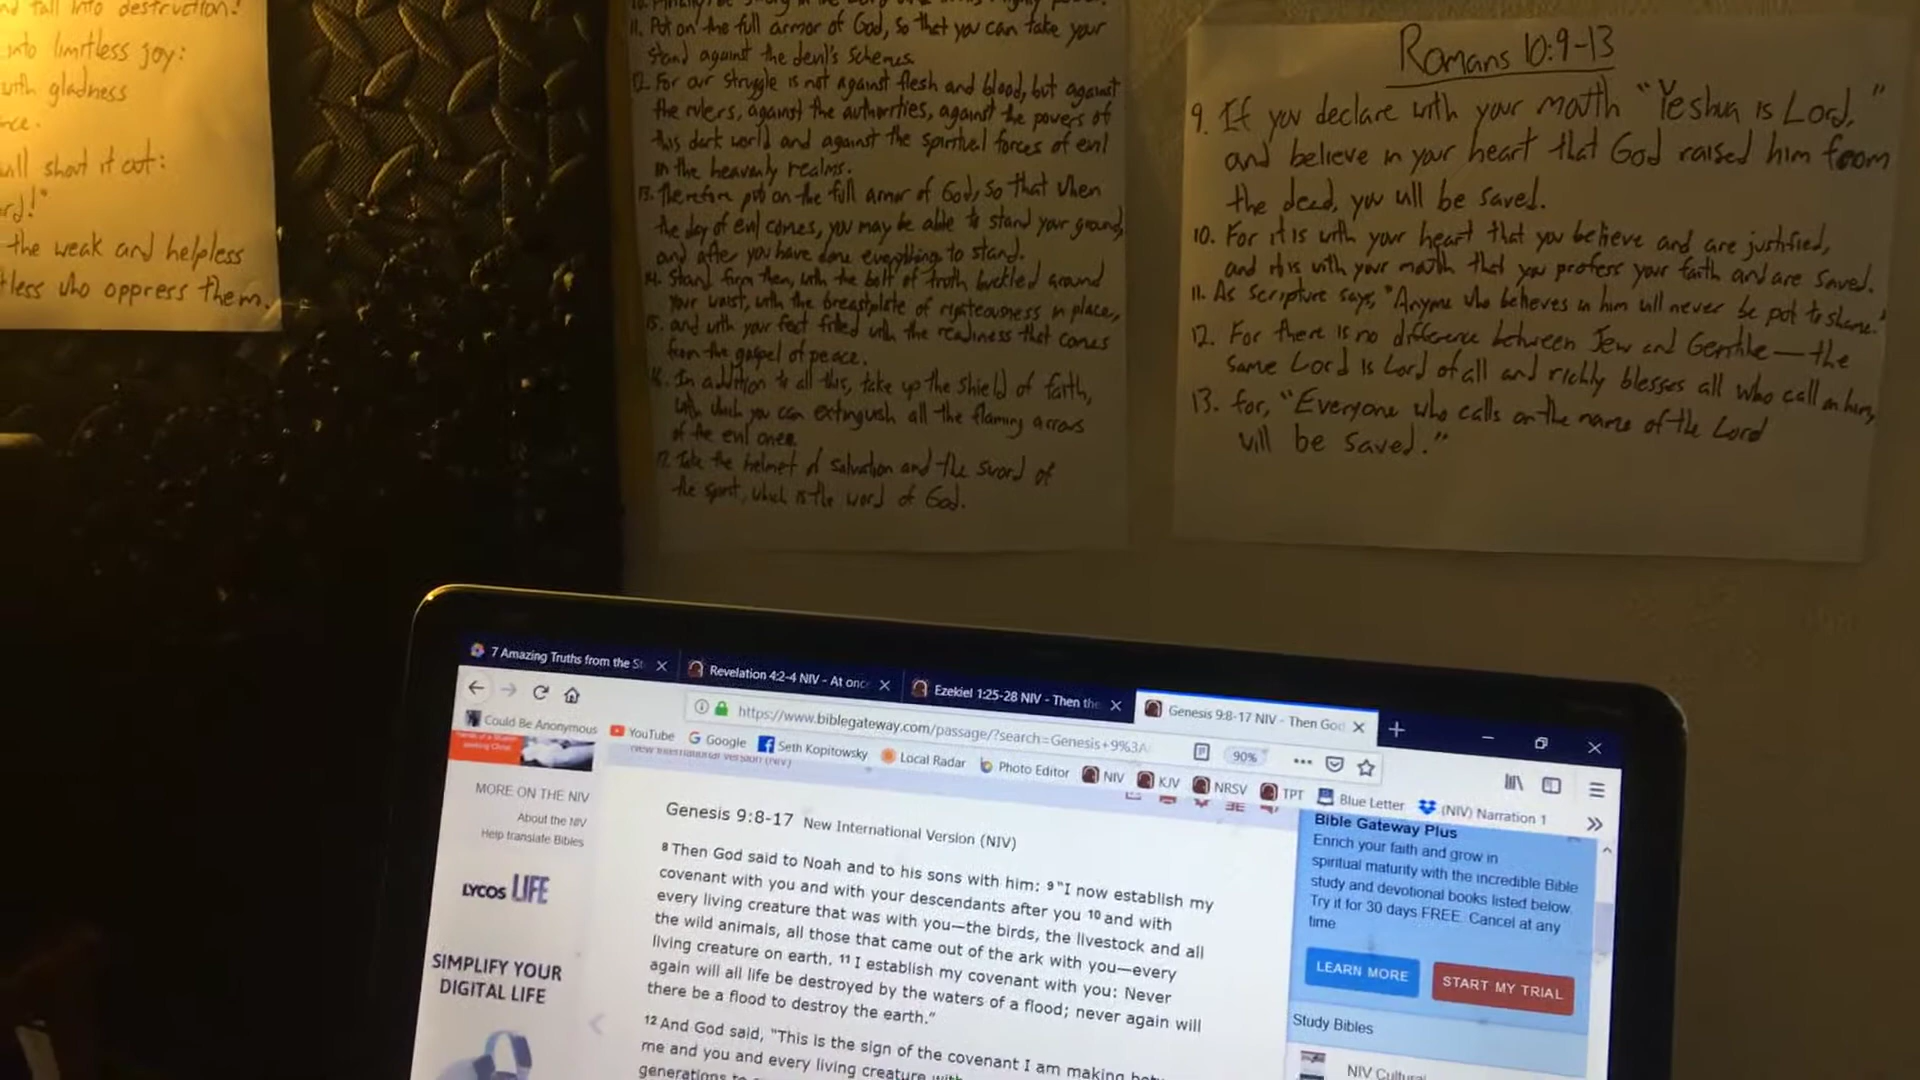 and fall into destruction!
into limitless joy:
with gladness
will shout it out:
the weak and helpless
who oppress them.
11. Put on the full armor of God, so that you can take your
stand against the devil's schemes.
12. For our struggle is not against flesh and blood, but against
the rulers, against the authorities, against the powers of
this dark world and against the spiritual forces of evil
in the heavenly realms.
13. Therefore put on the full armor of God, so that when
the day of evil comes, you may be able to stand your ground,
and after you have done everything to stand.
14. Stand firm then, with the belt of truth buckled around
your waist, with the breastplate of righteousness in place,
15. and with your feet fitted with the readiness that comes
from the gospel of peace.
16. In addition to all this, take up the shield of faith,
with which you can extinguish all the flaming arrows
of the evil one.
17. Take the helmet of salvation and the sword of
the spirit, which is the word of God.
Romans 10:9-13
9. If you declare with your mouth "Yeshua is Lord,"
and believe in your heart that God raised him from
the dead, you will be saved.
10. For it is with your heart that you believe and are justified,
and it is with your mouth that you profess your faith and are saved.
11. As Scripture says, "Anyone who believes in him will never be put to shame."
12. For there is no difference between Jew and Gentile—the
same Lord is Lord of all and richly blesses all who call on him,
13. for, "Everyone who calls on the name of the Lord
will be saved."
7 Amazing Truths from the St
Revelation 4:2-4 NIV - At onc
Ezekiel 1:25-28 NIV - Then the
Genesis 9:8-17 NIV - Then God
https://www.biblegateway.com/passage/?search=Genesis+9%3A
90%
Could Be Anonymous
YouTube
Google
Seth Kopitowsky
Local Radar
Photo Editor
NIV
KJV
NRSV
TPT
Blue Letter
(NIV) Narration 1
New International Version (NIV)
MORE ON THE NIV
About the NIV
Help translate Bibles
LYCOS LIFE
SIMPLIFY YOUR
DIGITAL LIFE
Genesis 9:8-17 New International Version (NIV)
8 Then God said to Noah and to his sons with him: 9 "I now establish my
covenant with you and with your descendants after you 10 and with
every living creature that was with you—the birds, the livestock and all
the wild animals, all those that came out of the ark with you—every
living creature on earth. 11 I establish my covenant with you: Never
again will all life be destroyed by the waters of a flood; never again will
there be a flood to destroy the earth."
12 And God said, "This is the sign of the covenant I am making
me and you and every living creature
generations to
Bible Gateway Plus
Enrich your faith and grow in
spiritual maturity with the incredible Bible
study and devotional books listed below.
Try it for 30 days FREE. Cancel at any
time
LEARN MORE
START MY TRIAL
Study Bibles
NIV Cultural